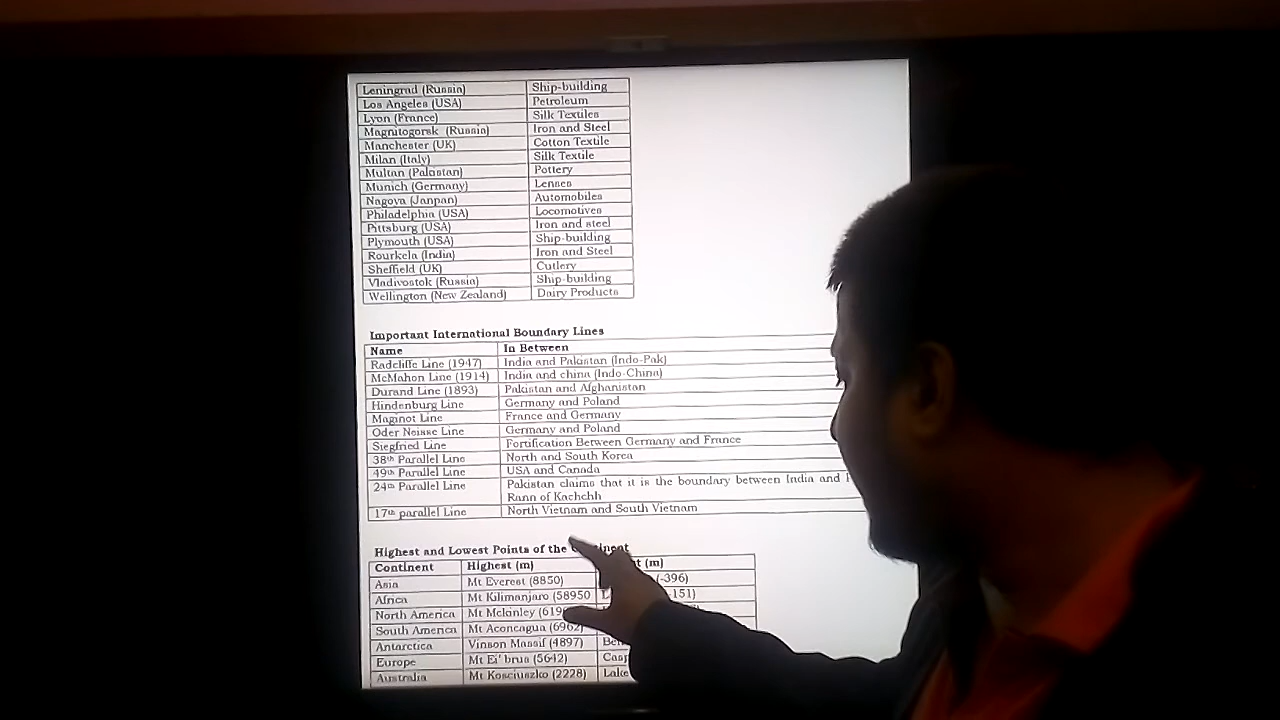 Leningrad (Russia) Ship-building
Los Angeles (USA) Petroleum
Lyon (France) Silk Textiles
Magnitogorsk (Russia) Iron and Steel
Manchester (UK) Cotton Textile
Milan (Italy) Silk Textile
Multan (Pakistan) Pottery
Munich (Germany) Lenses
Nagoya (Janpan) Automobiles
Philadelphia (USA) Locomotives
Pittsburg (USA) Iron and steel
Plymouth (USA) Ship-building
Rourkela (India) Iron and Steel
Sheffield (UK) Cutlery
Vladivostok (Russia) Ship-building
Wellington (New Zealand) Dairy Products
Important International Boundary Lines
Name In Between
Radcliffe Line (1947) India and Pakistan (Indo-Pak)
McMahon Line (1914) India and china (Indo-China)
Durand Line (1893) Pakistan and Afghanistan
Hindenburg Line Germany and Poland
Maginot Line France and Germany
Oder Neisse Line Germany and Poland
Siegfried Line Fortification Between Germany and France
38th Parallel Line North and South Korea
49th Parallel Line USA and Canada
24th Parallel Line Pakistan claims that it is the boundary between India and
Rann of Kachchh
17th parallel Line North Vietnam and South Vietnam
Highest and Lowest Points of the
Continent Highest (m) (m)
Asia Mt Everest (8850) (-396)
Africa Mt Kilimanjaro (58950 151)
North America Mt Mckinley (619
South America Mt Aconcagua (6962)
Antarctica Vinson Massif (4897)
Europe Mt El'brus (5642)
Australia Mt Kosciuszko (2228) Lake